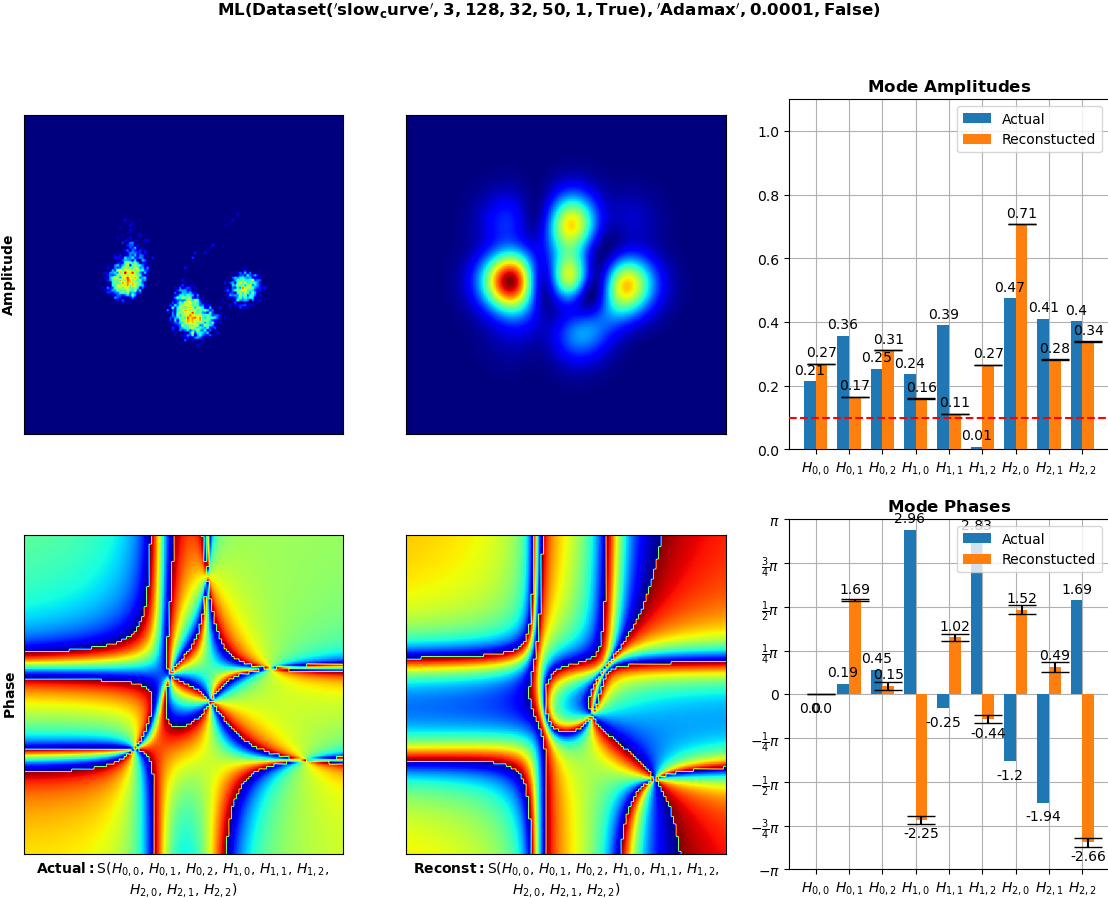 ML(Dataset('slow_curve', 3, 128, 32, 50, 1, True), 'Adamax', 0.0001, False)
Amplitude
Mode Amplitudes
Actual
Reconstucted
1.0
0.8
0.6
0.4
0.2
0.0
0.21
0.27
0.36
0.17
0.25
0.31
0.24
0.16
0.39
0.11
0.01
0.27
0.47
0.71
0.41
0.28
0.4
0.34
H0,0 H0,1 H0,2 H1,0 H1,1 H1,2 H2,0 H2,1 H2,2
Phase
Actual: S(H0,0, H0,1, H0,2, H1,0, H1,1, H1,2,
H2,0, H2,1, H2,2)
Reconst: S(H0,0, H0,1, H0,2, H1,0, H1,1, H1,2,
H2,0, H2,1, H2,2)
Mode Phases
Actual
Reconstucted
π
3/4π
1/2π
1/4π
0
−1/4π
−1/2π
−3/4π
−π
0.0
0.0
0.19
1.69
0.45
0.15
2.96
-2.25
-0.25
1.02
2.83
-0.44
-1.2
1.52
-1.94
0.49
1.69
-2.66
H0,0 H0,1 H0,2 H1,0 H1,1 H1,2 H2,0 H2,1 H2,2